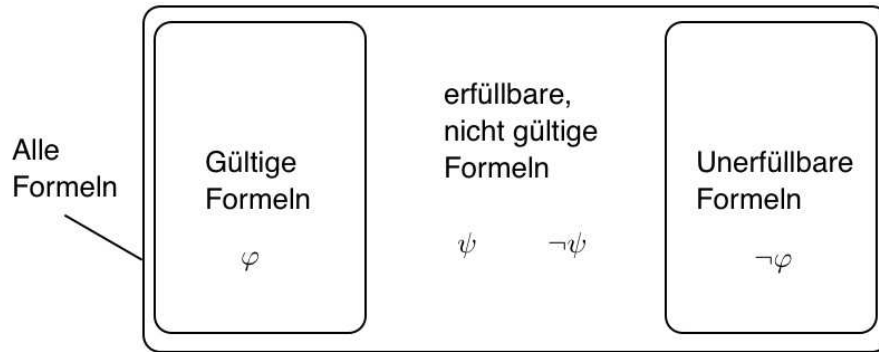 Alle
Formeln
Gültige
Formeln
φ
erfüllbare,
nicht gültige
Formeln
ψ ¬ψ
Unerfüllbare
Formeln
¬φ